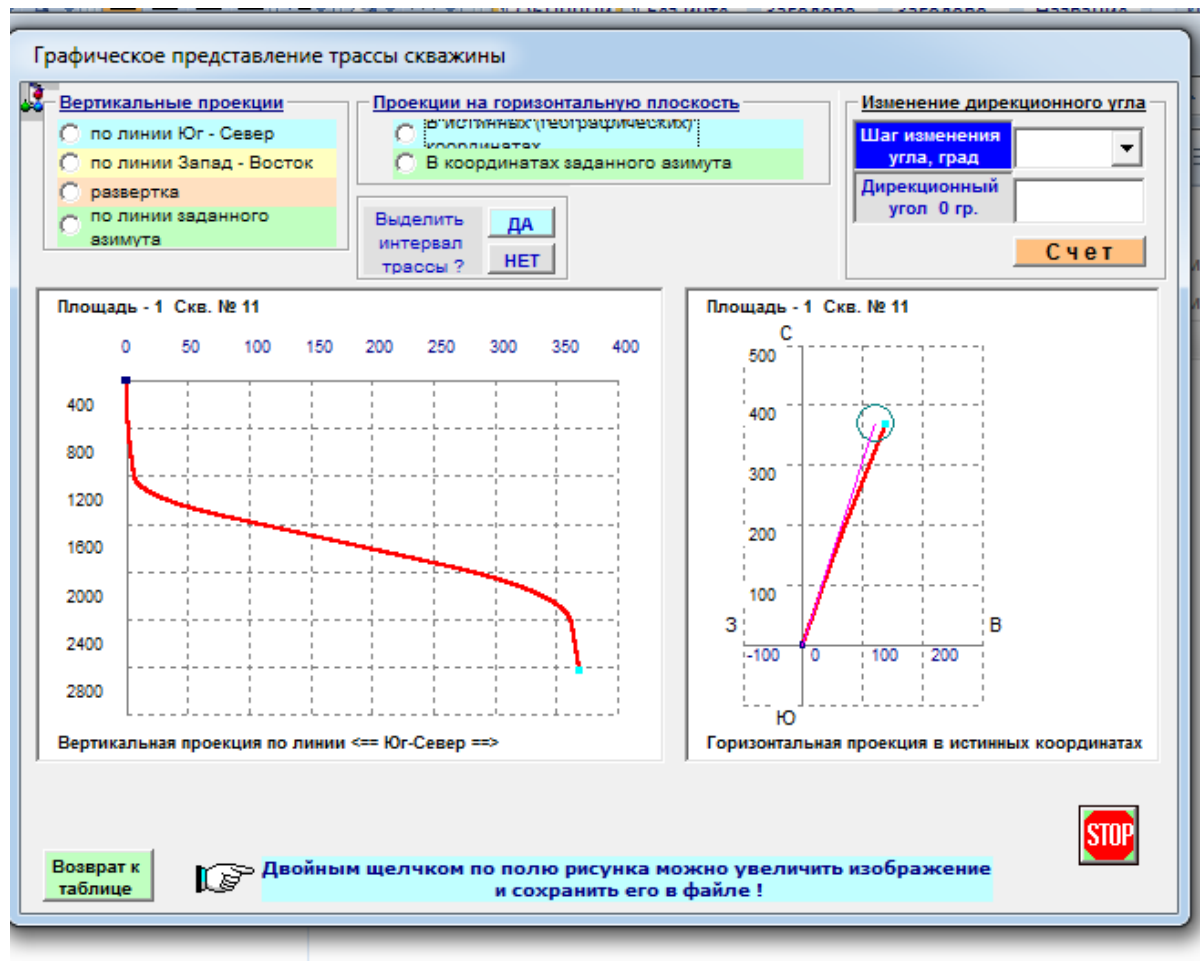 Графическое представление трассы скважины
Вертикальные проекции
по линии Юг - Север
по линии Запад - Восток
развертка
по линии заданного
азимута
Проекции на горизонтальную плоскость
В истинных (географических)
координатах
В координатах заданного азимута
Выделить
интервал
трассы ?
ДА
НЕТ
Изменение дирекционного угла
Шаг изменения
угла, град
Дирекционный
угол 0 гр.
Счет
Площадь - 1 Скв. № 11
0 50 100 150 200 250 300 350 400
400
800
1200
1600
2000
2400
2800
Вертикальная проекция по линии <== Юг-Север ==>
Площадь - 1 Скв. № 11
С
500
400
300
200
100
З
В
-100 0 100 200
Ю
Горизонтальная проекция в истинных координатах
STOP
Возврат к
таблице
Двойным щелчком по полю рисунка можно увеличить изображение
и сохранить его в файле !